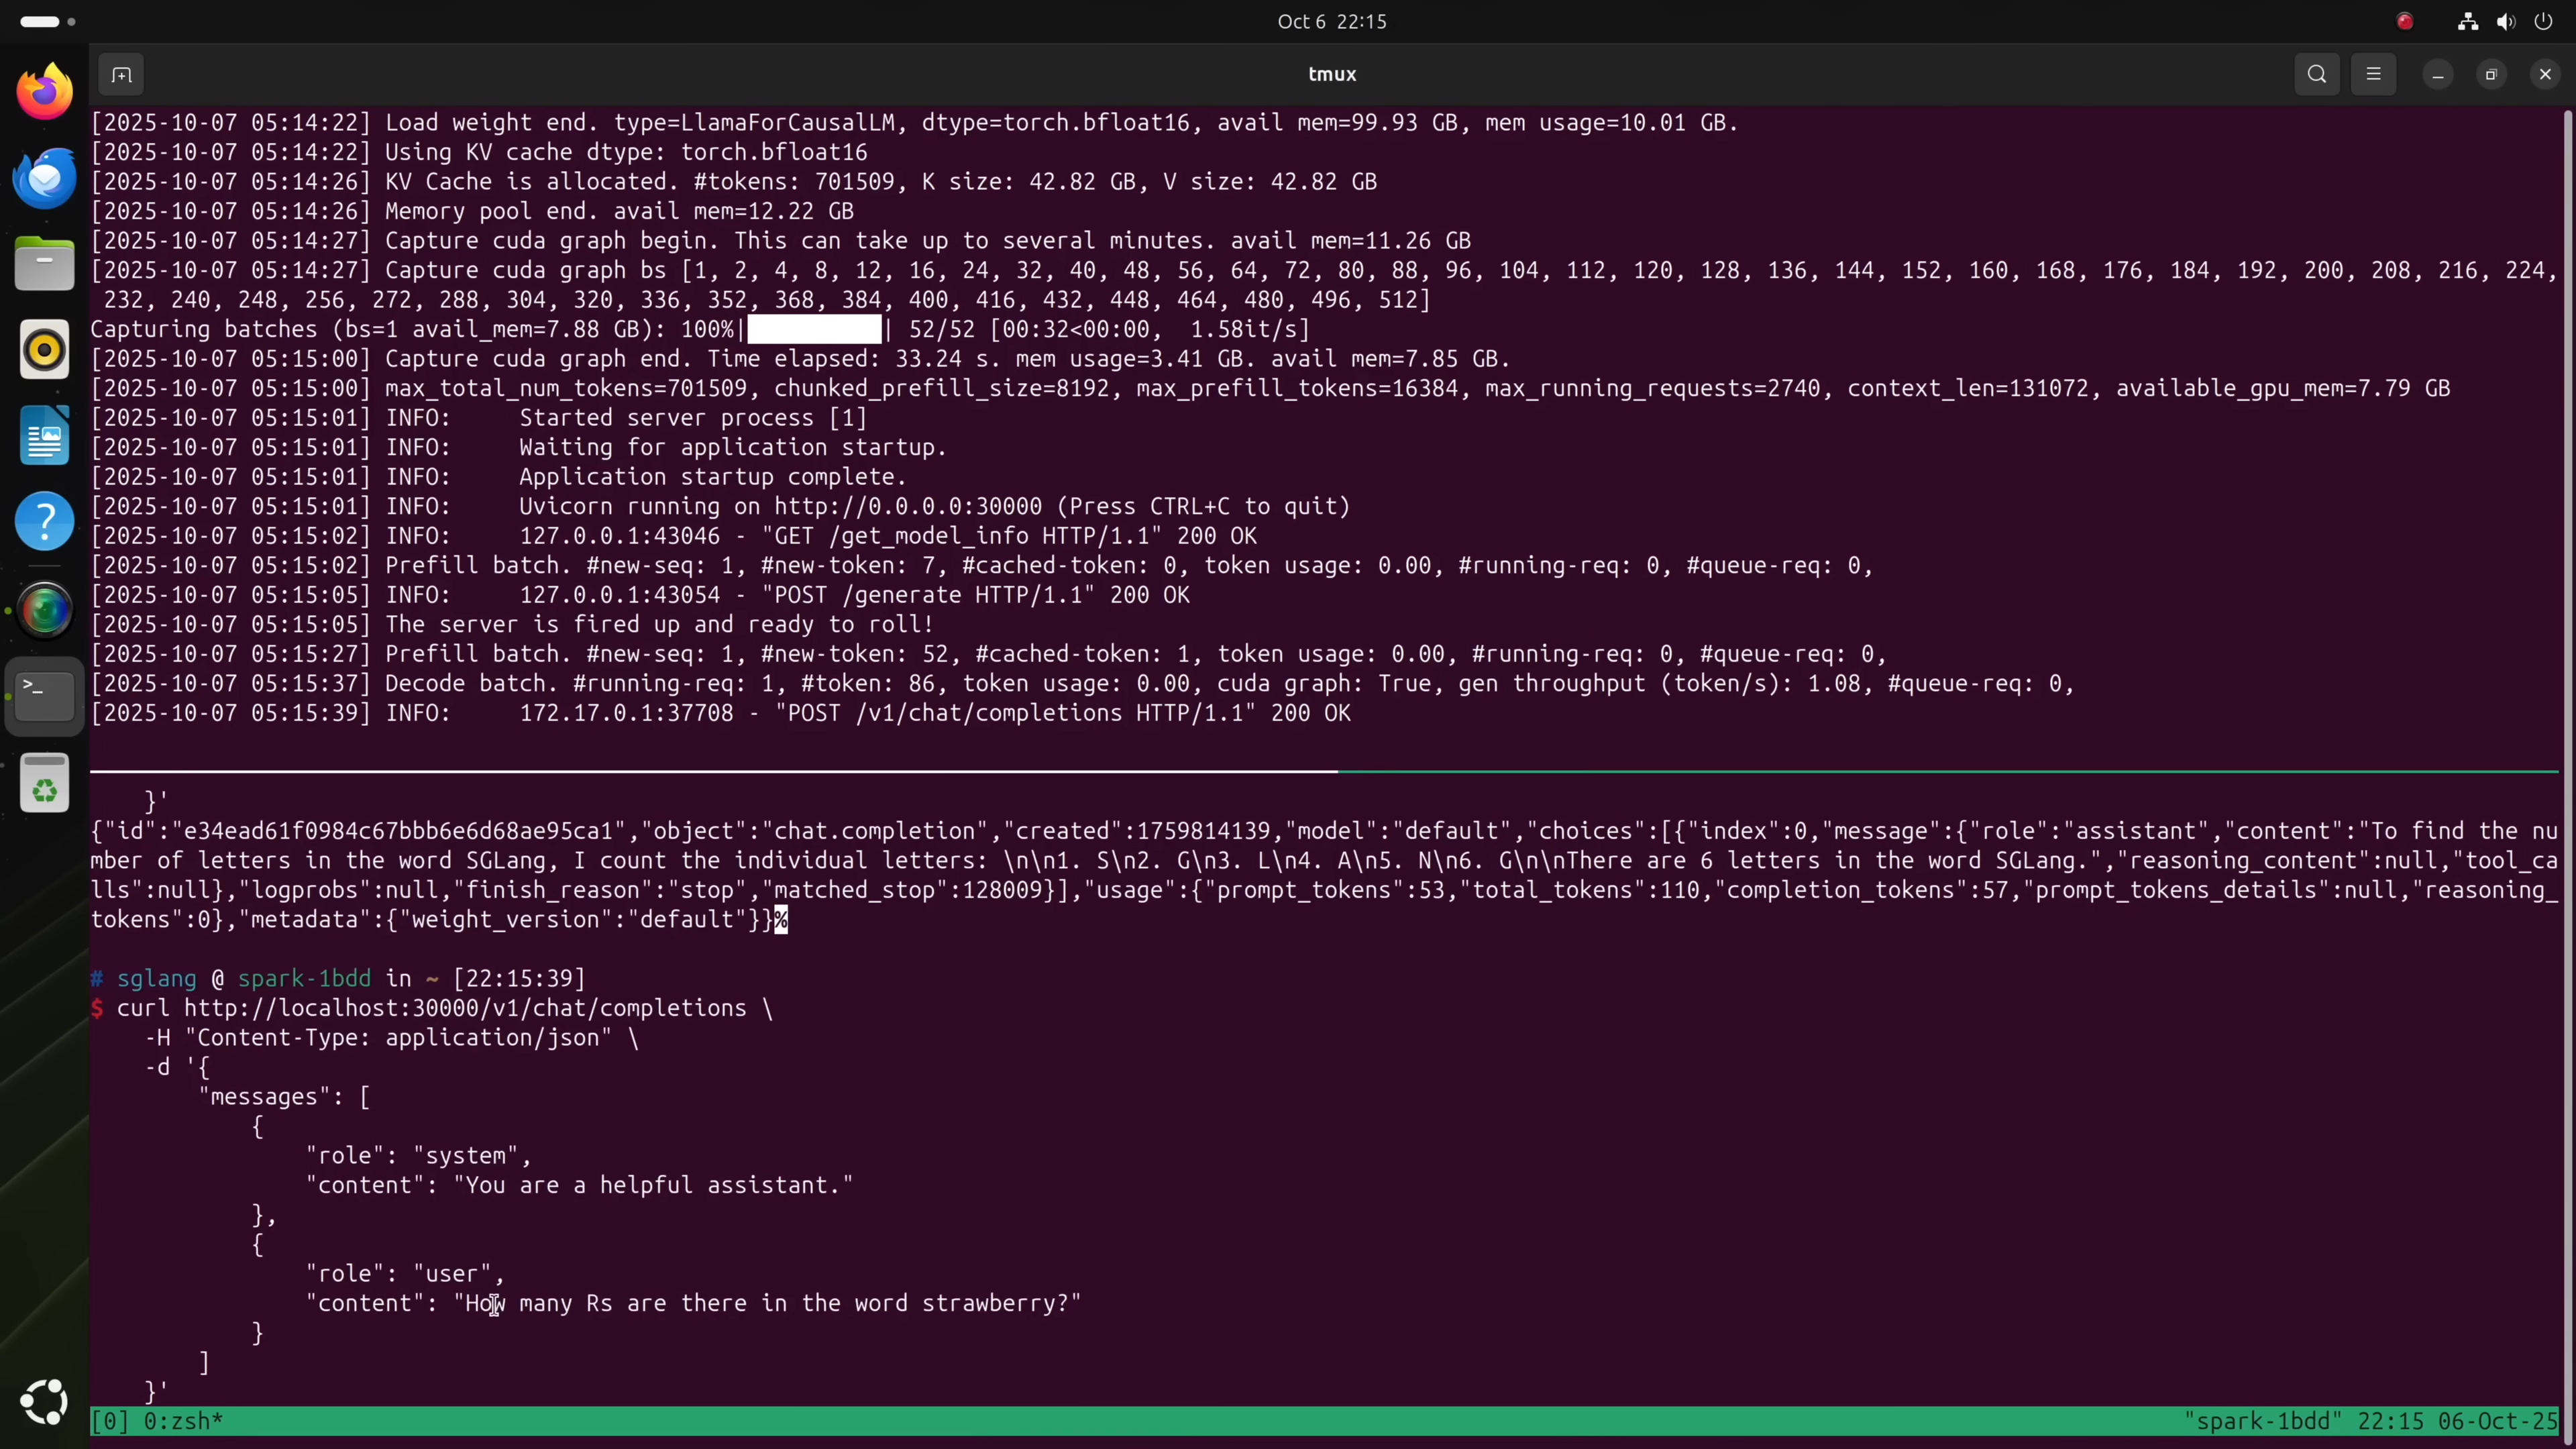 Oct 6 22:15
tmux
[2025-10-07 05:14:22] Load weight end. type=LlamaForCausalLM, dtype=torch.bfloat16, avail mem=99.93 GB, mem usage=10.01 GB.
[2025-10-07 05:14:22] Using KV cache dtype: torch.bfloat16
[2025-10-07 05:14:26] KV Cache is allocated. #tokens: 701509, K size: 42.82 GB, V size: 42.82 GB
[2025-10-07 05:14:26] Memory pool end. avail mem=12.22 GB
[2025-10-07 05:14:27] Capture cuda graph begin. This can take up to several minutes. avail mem=11.26 GB
[2025-10-07 05:14:27] Capture cuda graph bs [1, 2, 4, 8, 12, 16, 24, 32, 40, 48, 56, 64, 72, 80, 88, 96, 104, 112, 120, 128, 136, 144, 152, 160, 168, 176, 184, 192, 200, 208, 216, 224,
232, 240, 248, 256, 272, 288, 304, 320, 336, 352, 368, 384, 400, 416, 432, 448, 464, 480, 496, 512]
Capturing batches (bs=1 avail_mem=7.88 GB): 100%|██████████| 52/52 [00:32<00:00, 1.58it/s]
[2025-10-07 05:15:00] Capture cuda graph end. Time elapsed: 33.24 s. mem usage=3.41 GB. avail mem=7.85 GB.
[2025-10-07 05:15:00] max_total_num_tokens=701509, chunked_prefill_size=8192, max_prefill_tokens=16384, max_running_requests=2740, context_len=131072, available_gpu_mem=7.79 GB
[2025-10-07 05:15:01] INFO:     Started server process [1]
[2025-10-07 05:15:01] INFO:     Waiting for application startup.
[2025-10-07 05:15:01] INFO:     Application startup complete.
[2025-10-07 05:15:01] INFO:     Uvicorn running on http://0.0.0.0:30000 (Press CTRL+C to quit)
[2025-10-07 05:15:02] INFO:     127.0.0.1:43046 - "GET /get_model_info HTTP/1.1" 200 OK
[2025-10-07 05:15:02] Prefill batch. #new-seq: 1, #new-token: 7, #cached-token: 0, token usage: 0.00, #running-req: 0, #queue-req: 0,
[2025-10-07 05:15:05] INFO:     127.0.0.1:43054 - "POST /generate HTTP/1.1" 200 OK
[2025-10-07 05:15:05] The server is fired up and ready to roll!
[2025-10-07 05:15:27] Prefill batch. #new-seq: 1, #new-token: 52, #cached-token: 1, token usage: 0.00, #running-req: 0, #queue-req: 0,
[2025-10-07 05:15:37] Decode batch. #running-req: 1, #token: 86, token usage: 0.00, cuda graph: True, gen throughput (token/s): 1.08, #queue-req: 0,
[2025-10-07 05:15:39] INFO:     172.17.0.1:37708 - "POST /v1/chat/completions HTTP/1.1" 200 OK
}'
{"id":"e34ead61f0984c67bbb6e6d68ae95ca1","object":"chat.completion","created":1759814139,"model":"default","choices":[{"index":0,"message":{"role":"assistant","content":"To find the nu
mber of letters in the word SGLang, I count the individual letters: \n\n1. S\n2. G\n3. L\n4. A\n5. N\n6. G\n\nThere are 6 letters in the word SGLang.","reasoning_content":null,"tool_ca
lls":null},"logprobs":null,"finish_reason":"stop","matched_stop":128009}],"usage":{"prompt_tokens":53,"total_tokens":110,"completion_tokens":57,"prompt_tokens_details":null,"reasoning_
tokens":0},"metadata":{"weight_version":"default"}}%
# sglang @ spark-1bdd in ~ [22:15:39]
$ curl http://localhost:30000/v1/chat/completions \
-H "Content-Type: application/json" \
-d '{
"messages": [
{
"role": "system",
"content": "You are a helpful assistant."
},
{
"role": "user",
"content": "How many Rs are there in the word strawberry?"
}
]
}'
[0] 0:zsh* "spark-1bdd" 22:15 06-Oct-25